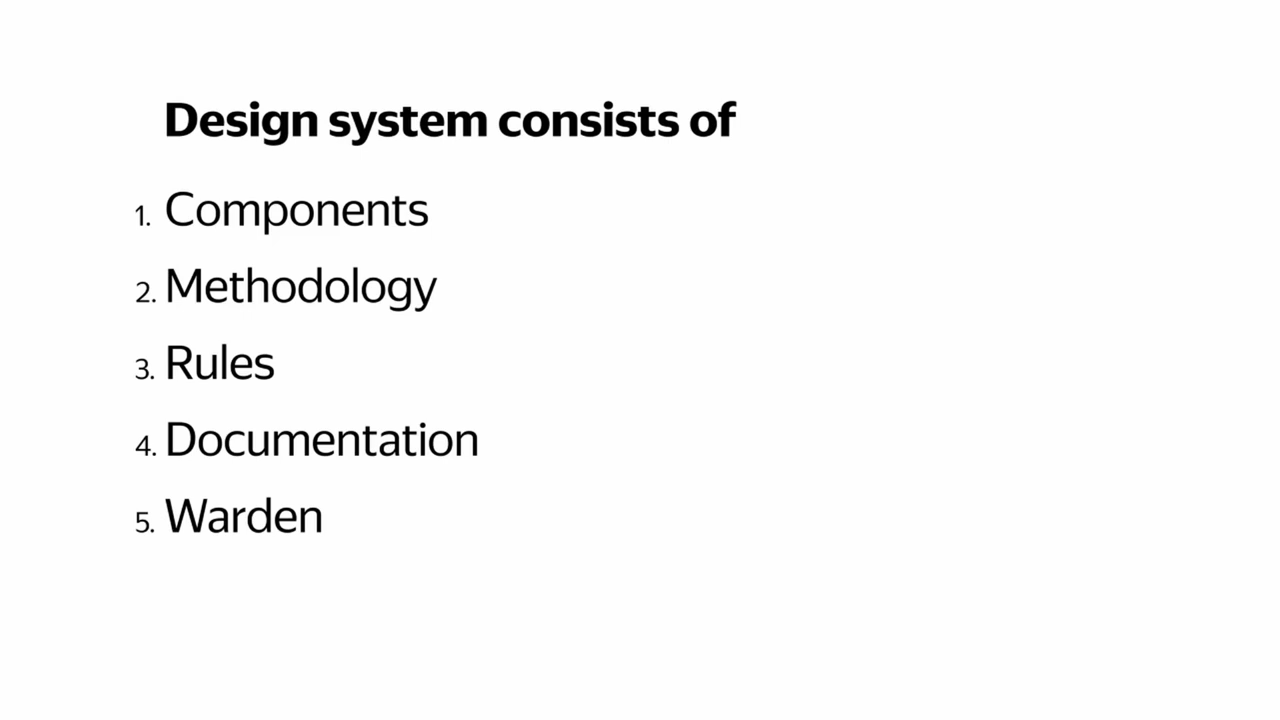 Design system consists of
1. Components
2. Methodology
3. Rules
4. Documentation
5. Warden